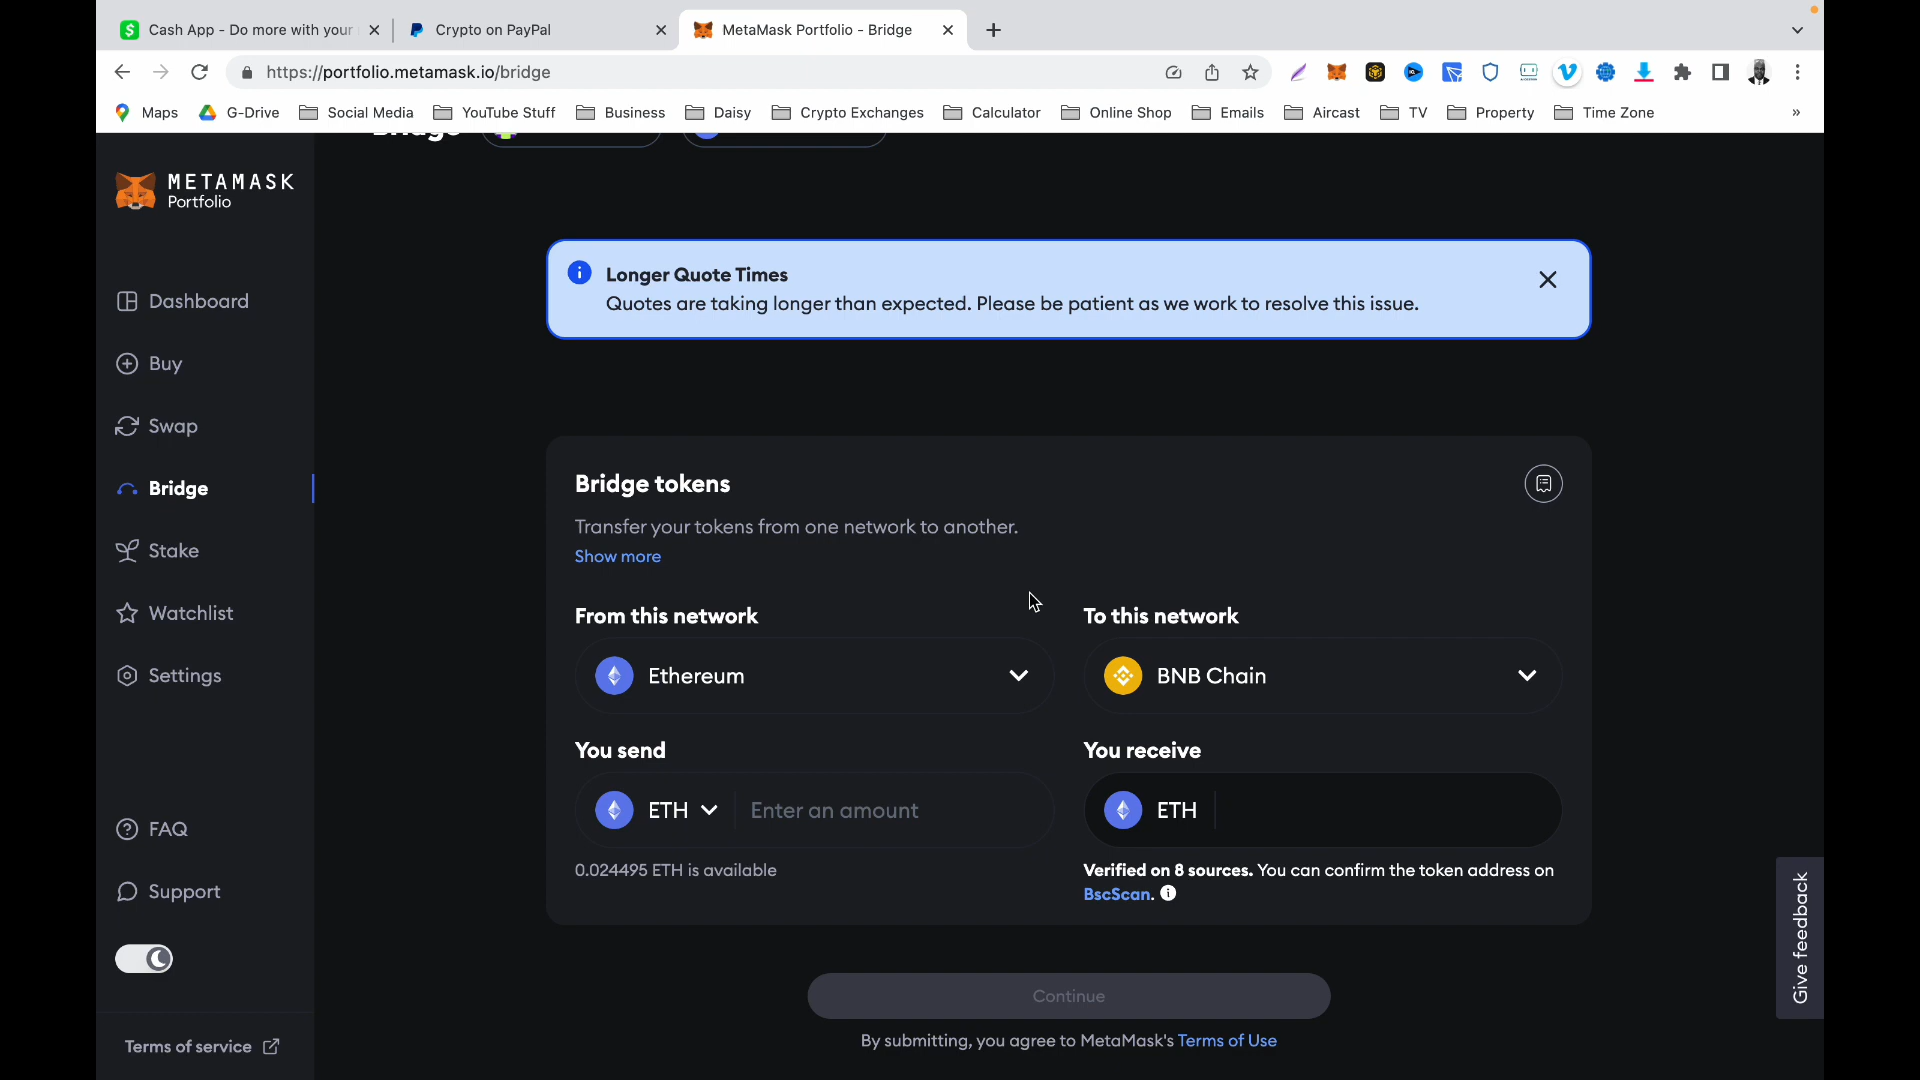 Cash App - Do more with your
Crypto on PayPal
MetaMask Portfolio - Bridge
https://portfolio.metamask.io/bridge
Maps
G-Drive
Social Media
YouTube Stuff
Business
Daisy
Crypto Exchanges
Calculator
Online Shop
Emails
Aircast
TV
Property
Time Zone
»
Bridge
METAMASK
Portfolio
Dashboard
Buy
Swap
Bridge
Stake
Watchlist
Settings
FAQ
Support
Terms of service
Longer Quote Times
Quotes are taking longer than expected. Please be patient as we work to resolve this issue.
Bridge tokens
Transfer your tokens from one network to another.
Show more
From this network
To this network
Ethereum
BNB Chain
You send
You receive
ETH
Enter an amount
ETH
0.024495 ETH is available
Verified on 8 sources. You can confirm the token address on
BscScan.
Continue
By submitting, you agree to MetaMask's Terms of Use
Give feedback